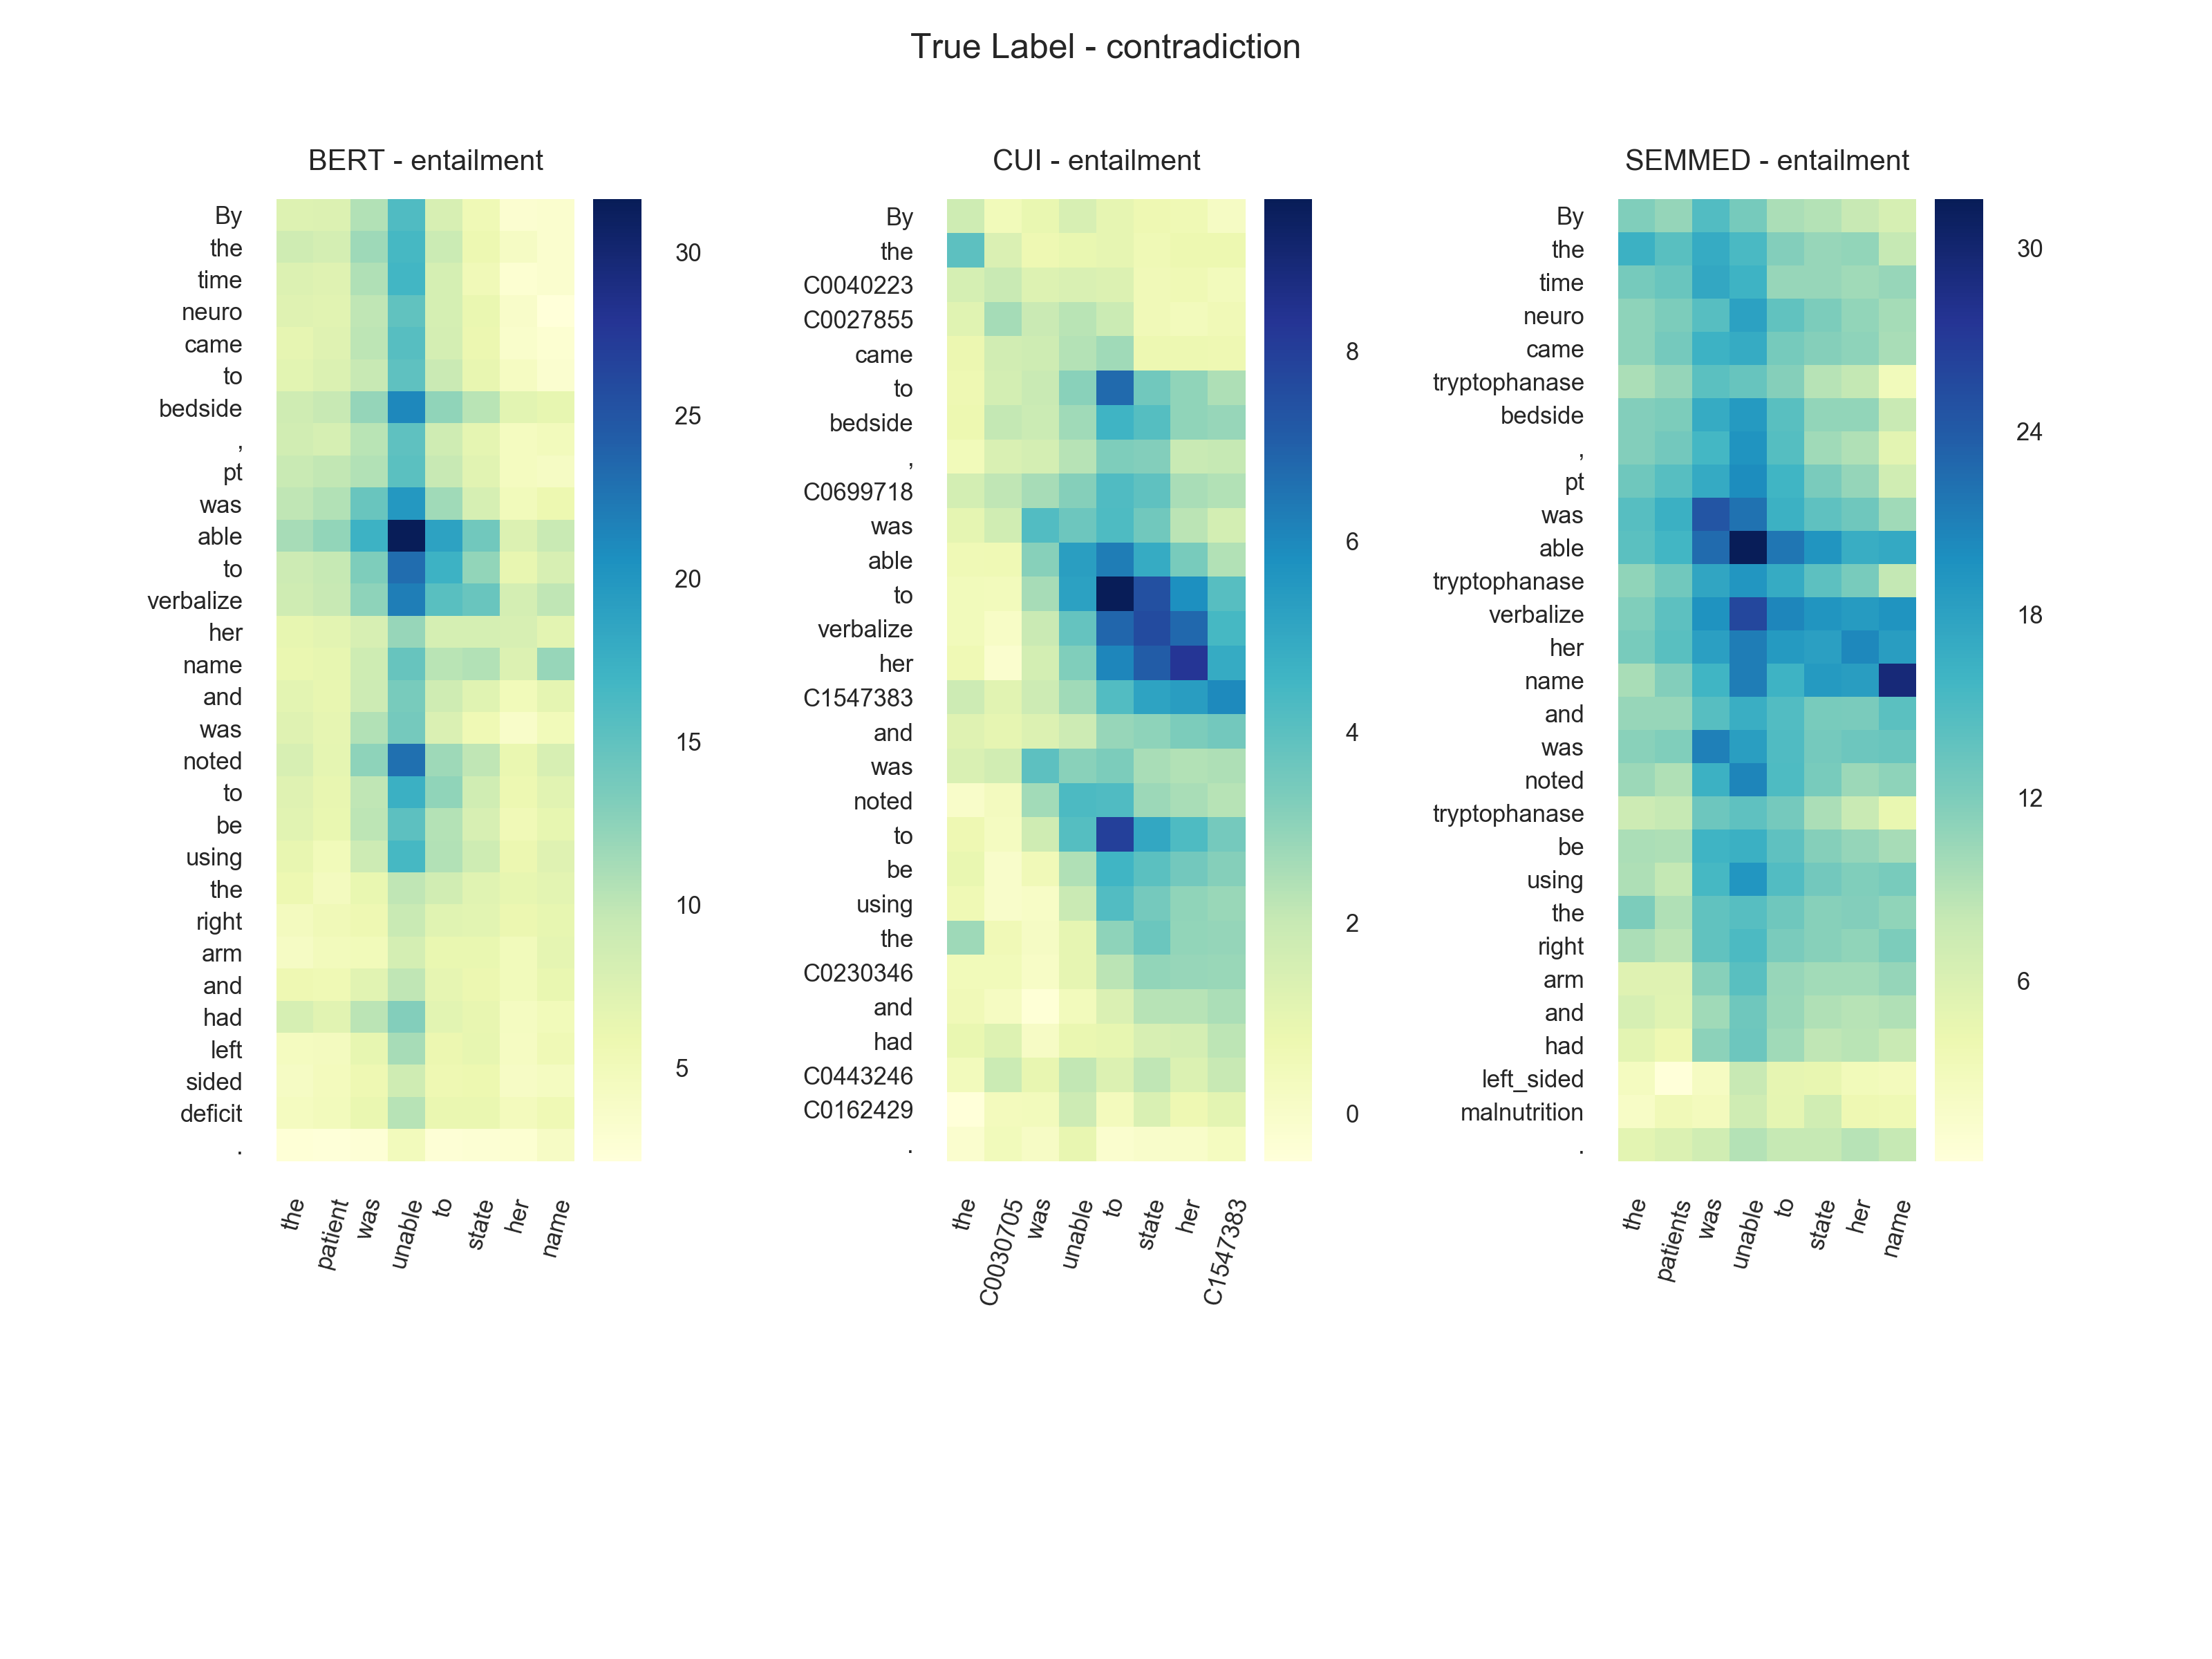 True Label - contradiction
BERT - entailment
By
the
time
neuro
came
to
bedside
,
pt
was
able
to
verbalize
her
name
and
was
noted
to
be
using
the
right
arm
and
had
left
sided
deficit
.
the
patient
was
unable
to
state
her
name
30
25
20
15
10
5
CUI - entailment
By
the
C0040223
C0027855
came
to
bedside
,
C0699718
was
able
to
verbalize
her
C1547383
and
was
noted
to
be
using
the
C0230346
and
had
C0443246
C0162429
.
the
C0030705
was
unable
to
state
her
C1547383
8
6
4
2
0
SEMMED - entailment
By
the
time
neuro
came
tryptophanase
bedside
,
pt
was
able
tryptophanase
verbalize
her
name
and
was
noted
tryptophanase
be
using
the
right
arm
and
had
left_sided
malnutrition
.
the
patients
was
unable
to
state
her
name
30
24
18
12
6